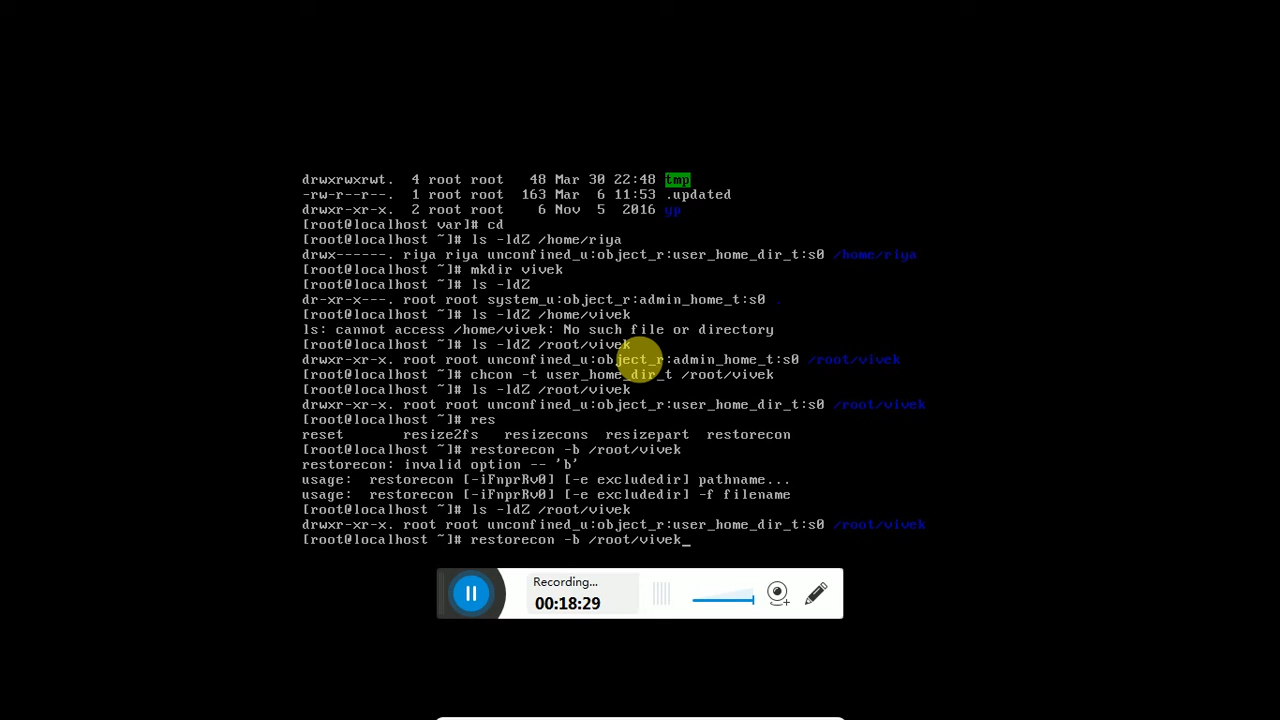 drwxrwxrwt.  4 root root   48 Mar 30 22:48 tmp
-rw-r--r--.  1 root root  163 Mar  6 11:53 .updated
drwxr-xr-x.  2 root root    6 Nov  5  2016 yp
[root@localhost var]# cd
[root@localhost ~]# ls -ldZ /home/riya
drwx------. riya riya unconfined_u:object_r:user_home_dir_t:s0 /home/riya
[root@localhost ~]# mkdir vivek
[root@localhost ~]# ls -ldZ
dr-xr-x---. root root system_u:object_r:admin_home_t:s0 .
[root@localhost ~]# ls -ldZ /home/vivek
ls: cannot access /home/vivek: No such file or directory
[root@localhost ~]# ls -ldZ /root/vivek
drwxr-xr-x. root root unconfined_u:object_r:admin_home_t:s0 /root/vivek
[root@localhost ~]# chcon -t user_home_dir_t /root/vivek
[root@localhost ~]# ls -ldZ /root/vivek
drwxr-xr-x. root root unconfined_u:object_r:user_home_dir_t:s0 /root/vivek
[root@localhost ~]# res
reset       resize2fs   resizecons  resizepart  restorecon
[root@localhost ~]# restorecon -b /root/vivek
restorecon: invalid option -- 'b'
usage:  restorecon [-iFnprRv0] [-e excludedir] pathname...
usage:  restorecon [-iFnprRv0] [-e excludedir] -f filename
[root@localhost ~]# ls -ldZ /root/vivek
drwxr-xr-x. root root unconfined_u:object_r:user_home_dir_t:s0 /root/vivek
[root@localhost ~]# restorecon -b /root/vivek_
Recording...
00:18:29